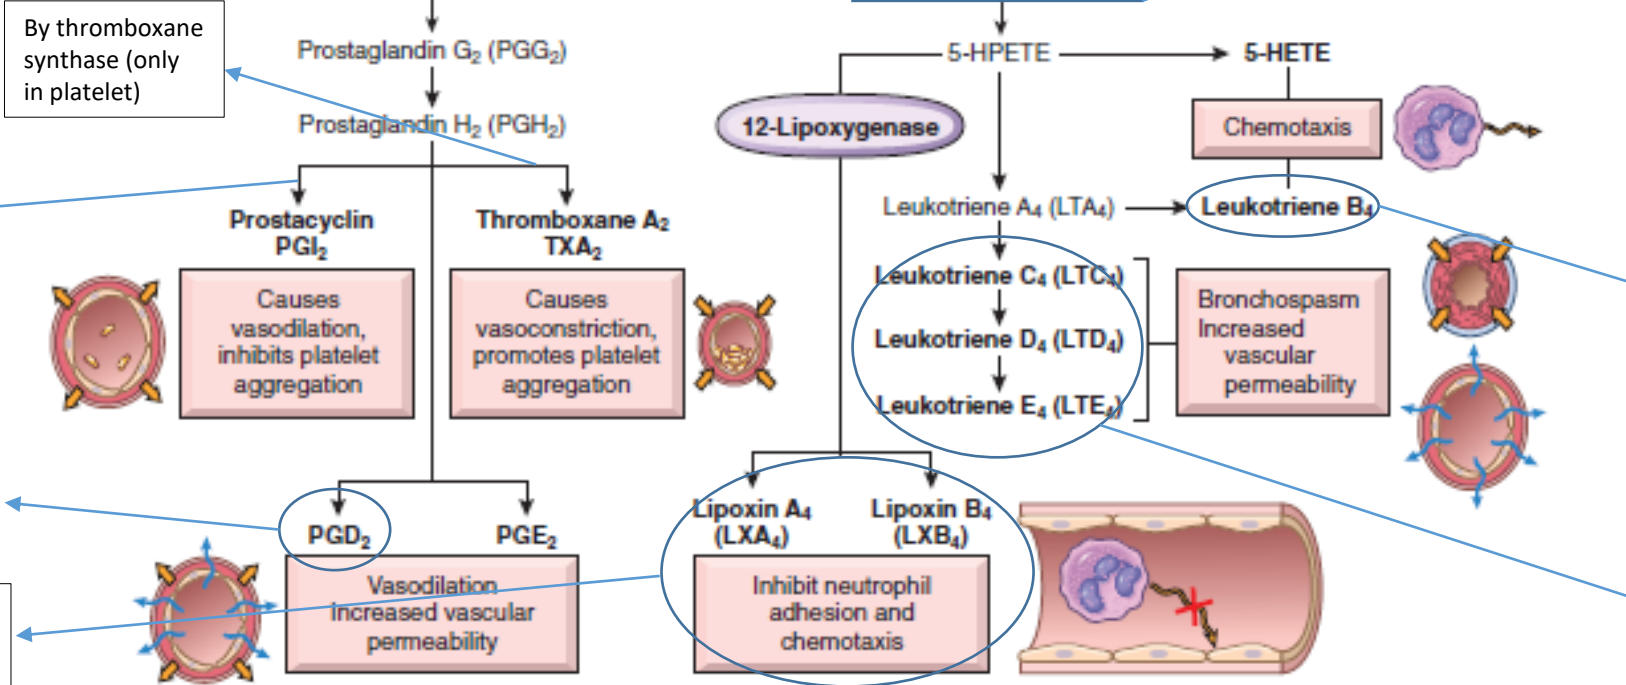 By thromboxane
synthase (only
in platelet)
Prostaglandin G₂ (PGG₂)
Prostaglandin H₂ (PGH₂)
Prostacyclin
PGI₂
Causes
vasodilation,
inhibits platelet
aggregation
Thromboxane A₂
TXA₂
Causes
vasoconstriction,
promotes platelet
aggregation
PGD₂
PGE₂
Vasodilation
Increased vascular
permeability
5-HPETE
5-HETE
12-Lipoxygenase
Chemotaxis
Leukotriene A₄ (LTA₄)
Leukotriene B₄
Leukotriene C₄ (LTC₄)
Leukotriene D₄ (LTD₄)
Leukotriene E₄ (LTE₄)
Bronchospasm
Increased
vascular
permeability
Lipoxin A₄
(LXA₄)
Lipoxin B₄
(LXB₄)
Inhibit neutrophil
adhesion and
chemotaxis